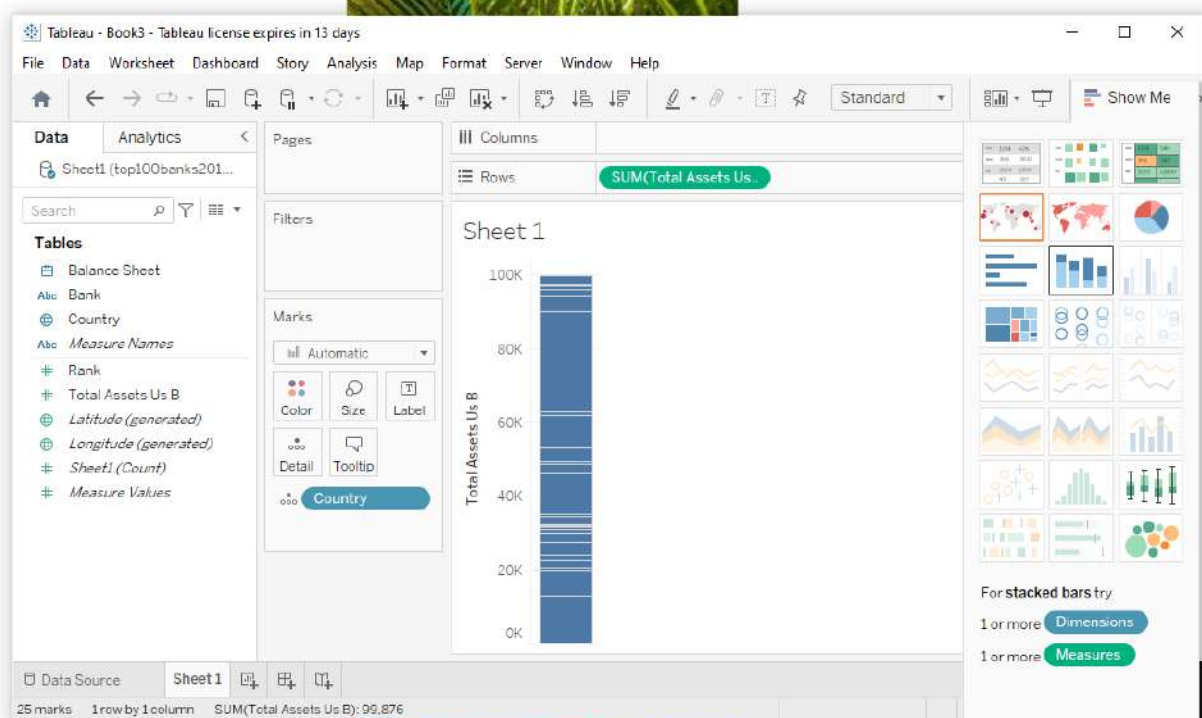 Tableau - Book3 - Tableau license expires in 13 days
File Data Worksheet Dashboard Story Analysis Map Format Server Window Help
Standard
Show Me
Data Analytics
Sheet1 (top100banks201...
Search
Tables
Balance Sheet
Abc Bank
Country
Abc Measure Names
Rank
Total Assets Us B
Latitude (generated)
Longitude (generated)
Sheet1 (Count)
Measure Values
Pages
Filters
Marks
Automatic
Color Size Label
Detail Tooltip
Country
Columns
Rows SUM(Total Assets Us..
Sheet 1
Total Assets Us B
100K
80K
60K
40K
20K
0K
For stacked bars try
1 or more Dimensions
1 or more Measures
Data Source Sheet 1
25 marks 1 row by 1 column SUM(Total Assets Us B): 99,876